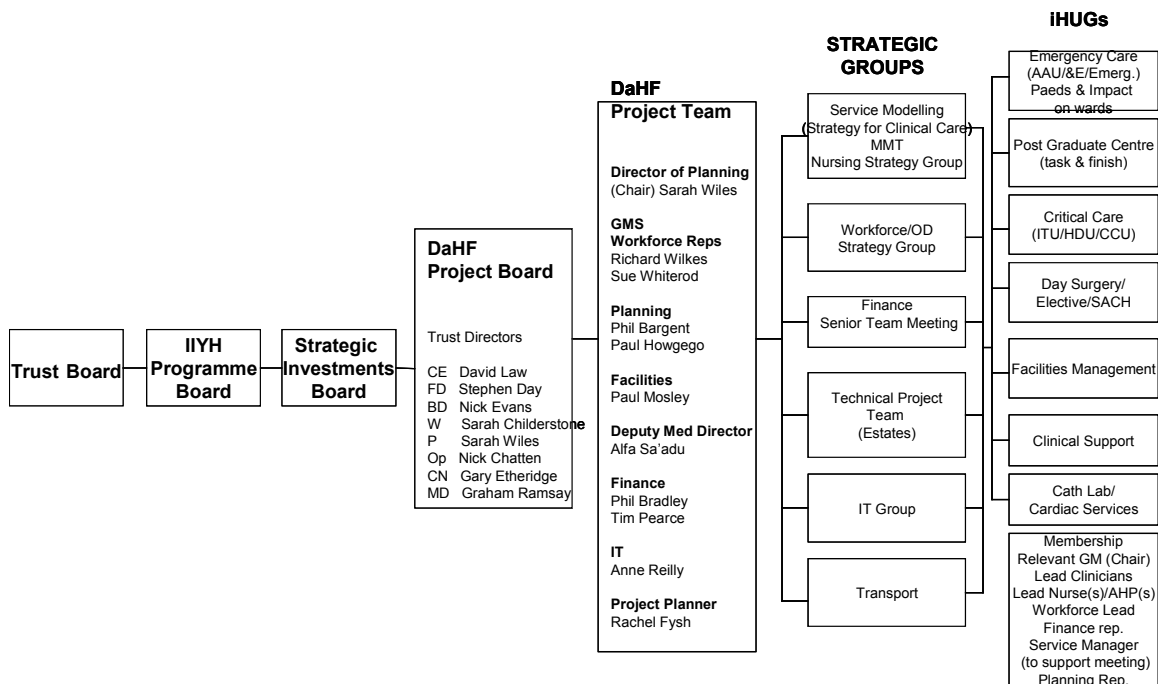 Trust Board
IIYH
Programme
Board
Strategic
Investments
Board
DaHF
Project Board
Trust Directors
CE David Law
FD Stephen Day
BD Nick Evans
W Sarah Childerstone
P Sarah Wiles
Op Nick Chatten
CN Gary Etheridge
MD Graham Ramsay
DaHF
Project Team
Director of Planning
(Chair) Sarah Wiles
GMS
Workforce Reps
Richard Wilkes
Sue Whiterod
Planning
Phil Bargent
Paul Howgego
Facilities
Paul Mosley
Deputy Med Director
Alfa Sa'adu
Finance
Phil Bradley
Tim Pearce
IT
Anne Reilly
Project Planner
Rachel Fysh
STRATEGIC
GROUPS
Service Modelling
(Strategy for Clinical Care)
MMT
Nursing Strategy Group
Workforce/OD
Strategy Group
Finance
Senior Team Meeting
Technical Project
Team
(Estates)
IT Group
Transport
iHUGs
Emergency Care
(AAU/&E/Emerg.)
Paeds & Impact
on wards
Post Graduate Centre
(task & finish)
Critical Care
(ITU/HDU/CCU)
Day Surgery/
Elective/SACH
Facilities Management
Clinical Support
Cath Lab/
Cardiac Services
Membership
Relevant GM (Chair)
Lead Clinicians
Lead Nurse(s)/AHP(s)
Workforce Lead
Finance rep.
Service Manager
(to support meeting)
Planning Rep.